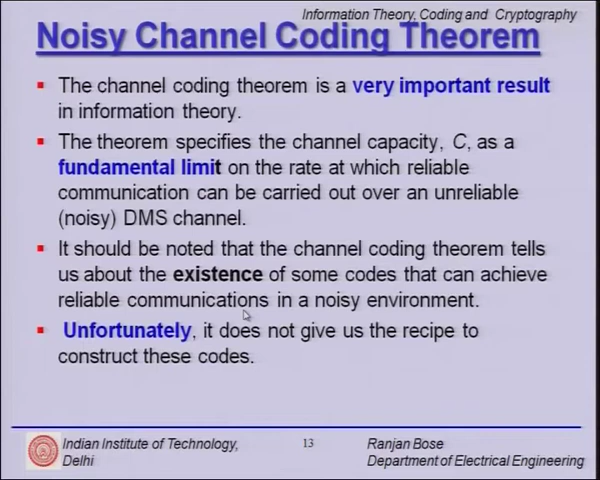 Information Theory, Coding and Cryptography
Noisy Channel Coding Theorem
The channel coding theorem is a very important result
in information theory.
The theorem specifies the channel capacity, C, as a
fundamental limit on the rate at which reliable
communication can be carried out over an unreliable
(noisy) DMS channel.
It should be noted that the channel coding theorem tells
us about the existence of some codes that can achieve
reliable communications in a noisy environment.
Unfortunately, it does not give us the recipe to
construct these codes.
Indian Institute of Technology,
Delhi
13
Ranjan Bose
Department of Electrical Engineering